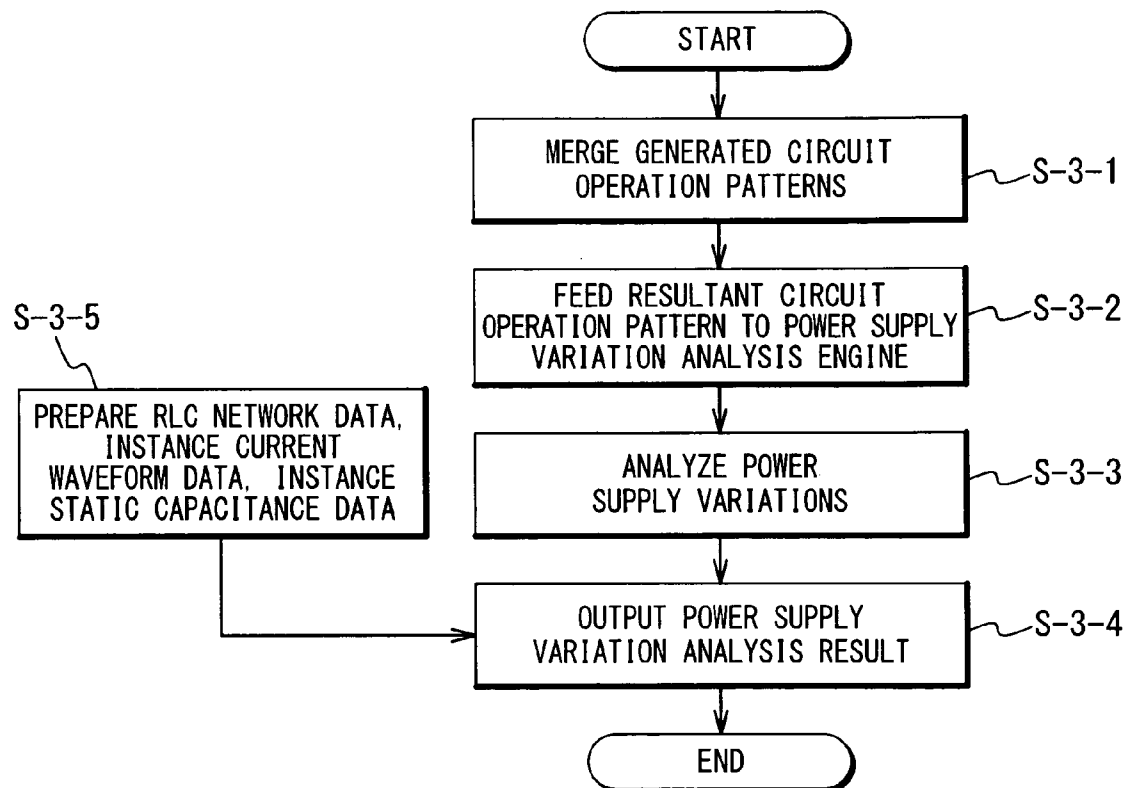 START
MERGE GENERATED CIRCUIT
OPERATION PATTERNS
S-3-1
FEED RESULTANT CIRCUIT
OPERATION PATTERN TO POWER SUPPLY
VARIATION ANALYSIS ENGINE
S-3-2
S-3-5
PREPARE RLC NETWORK DATA,
INSTANCE CURRENT
WAVEFORM DATA, INSTANCE
STATIC CAPACITANCE DATA
ANALYZE POWER
SUPPLY VARIATIONS
S-3-3
OUTPUT POWER SUPPLY
VARIATION ANALYSIS RESULT
S-3-4
END